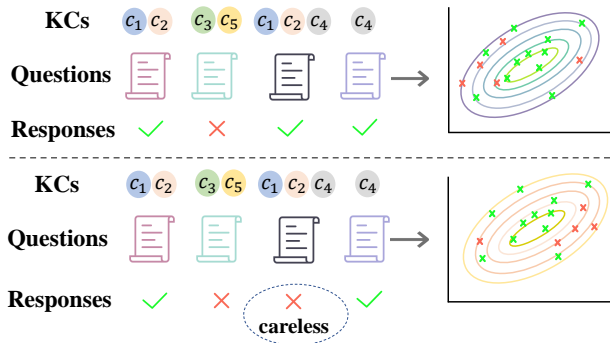 KCs c₁ c₂ c₃ c₅ c₁ c₂ c₄ c₄
Questions
Responses
KCs c₁ c₂ c₃ c₅ c₁ c₂ c₄ c₄
Questions
Responses
careless